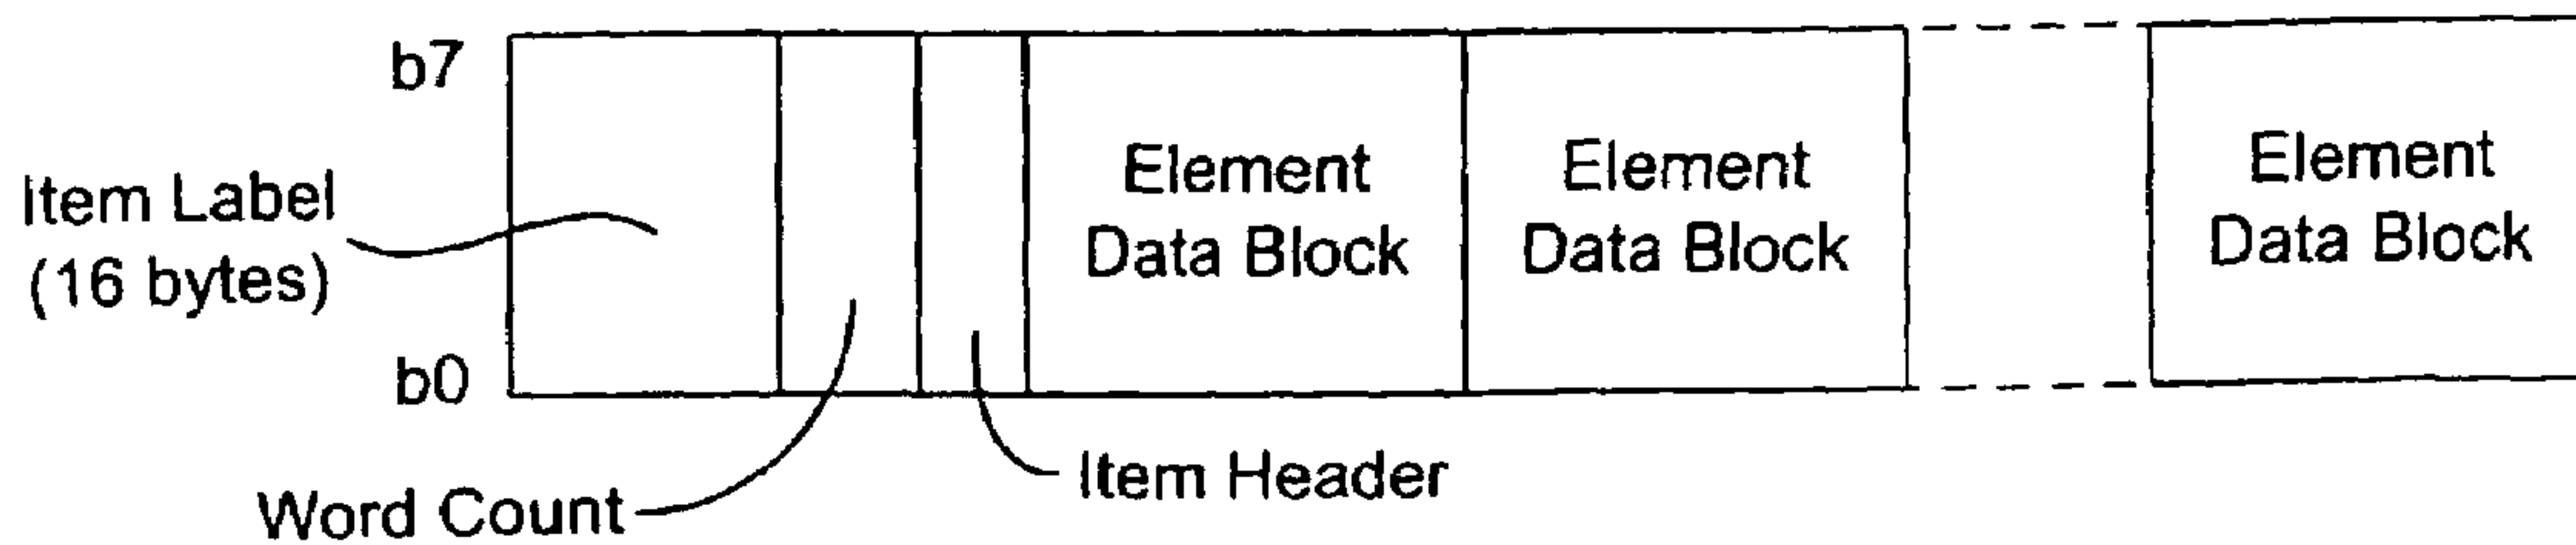 b7
Item Label
(16 bytes)
b0
Element
Data Block
Element
Data Block
Element
Data Block
Word Count
Item Header